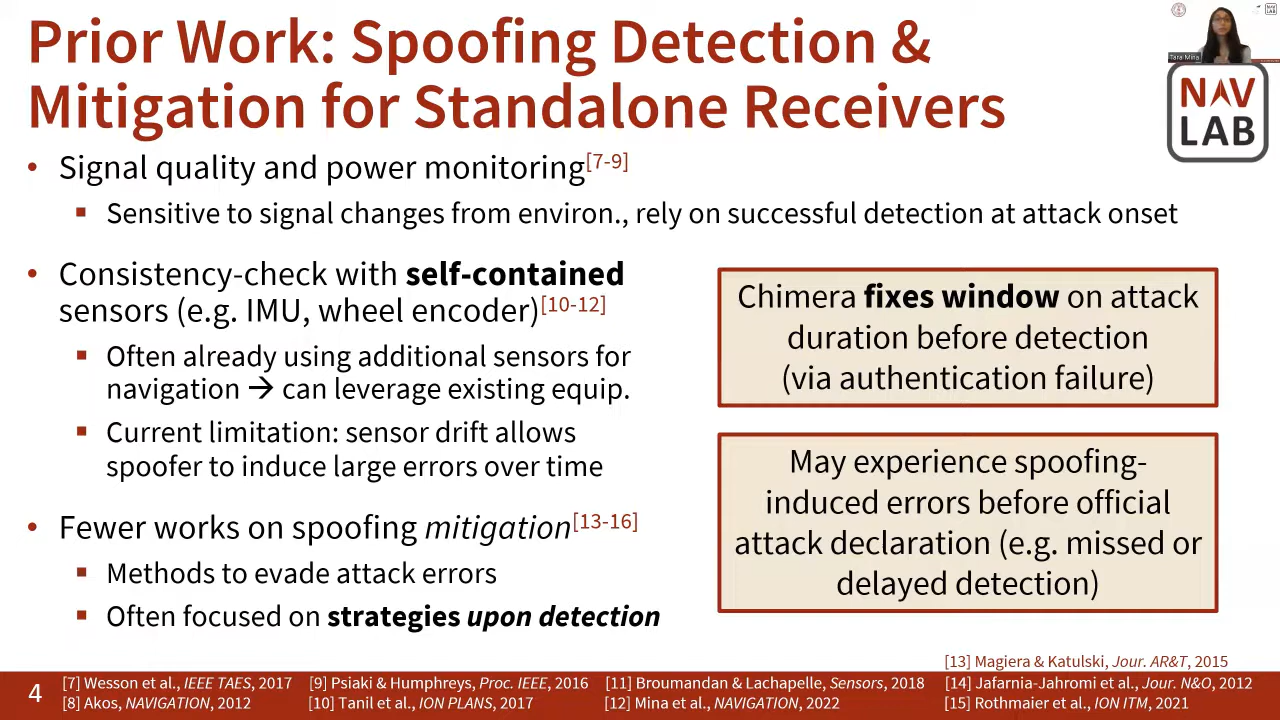 Prior Work: Spoofing Detection &
Mitigation for Standalone Receivers
Tara Mina
NAV
LAB
• Signal quality and power monitoring[7-9]
▪ Sensitive to signal changes from environ., rely on successful detection at attack onset
• Consistency-check with self-contained
sensors (e.g. IMU, wheel encoder)[10-12]
▪ Often already using additional sensors for
navigation → can leverage existing equip.
▪ Current limitation: sensor drift allows
spoofer to induce large errors over time
• Fewer works on spoofing mitigation[13-16]
▪ Methods to evade attack errors
▪ Often focused on strategies upon detection
Chimera fixes window on attack
duration before detection
(via authentication failure)
May experience spoofing-
induced errors before official
attack declaration (e.g. missed or
delayed detection)
4
[7] Wesson et al., IEEE TAES, 2017
[8] Akos, NAVIGATION, 2012
[9] Psiaki & Humphreys, Proc. IEEE, 2016
[10] Tanil et al., ION PLANS, 2017
[11] Broumandan & Lachapelle, Sensors, 2018
[12] Mina et al., NAVIGATION, 2022
[13] Magiera & Katulski, Jour. AR&T, 2015
[14] Jafarnia-Jahromi et al., Jour. N&O, 2012
[15] Rothmaier et al., ION ITM, 2021